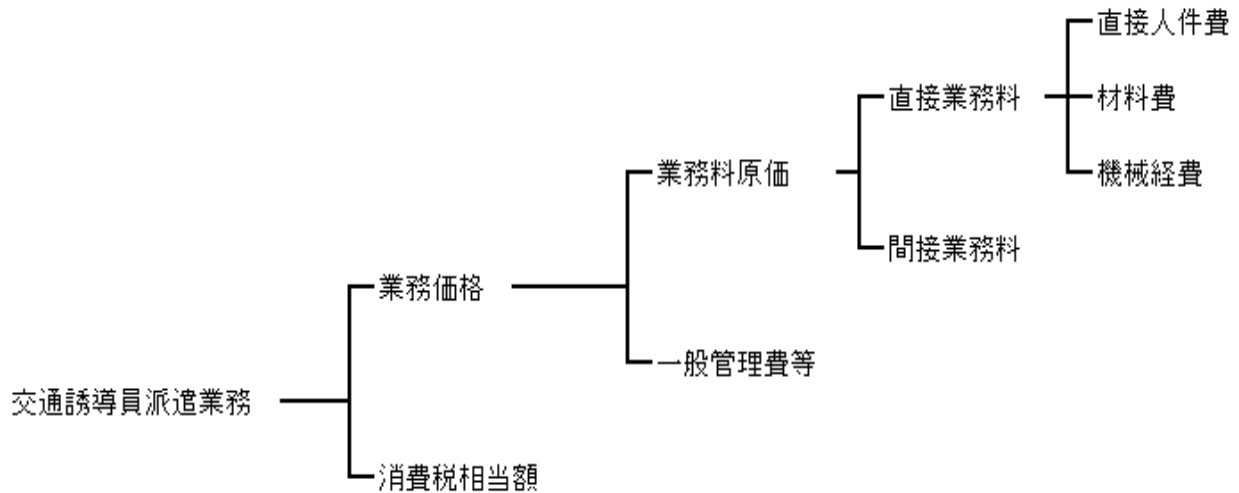 直接人件費
直接業務料
材料費
業務料原価
機械経費
間接業務料
業務価格
一般管理費等
交通誘導員派遣業務
消費税相当額